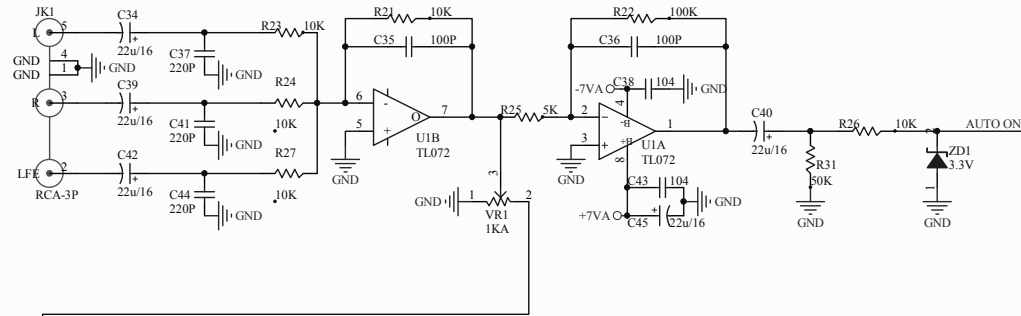 JK1
L
5
C34
22u/16
R23
10K
C37
220P
GND
GND
GND
4
1
GND
R
3
C39
22u/16
R24
10K
C41
220P
GND
LFE
2
RCA-3P
C42
22u/16
R27
10K
C44
220P
GND
R21
10K
C35
100P
6
-
5
+
O
7
U1B
TL072
GND
R25
5K
3
GND
1
2
VR1
1KA
R22
100K
C36
100P
-7VA
C38
104
GND
4
2
-
B-
3
+
B+
8
1
U1A
TL072
GND
C43
104
GND
+7VA
C45
+
22u/16
C40
22u/16
R31
50K
GND
R26
10K
2
ZD1
3.3V
1
GND
AUTO ON